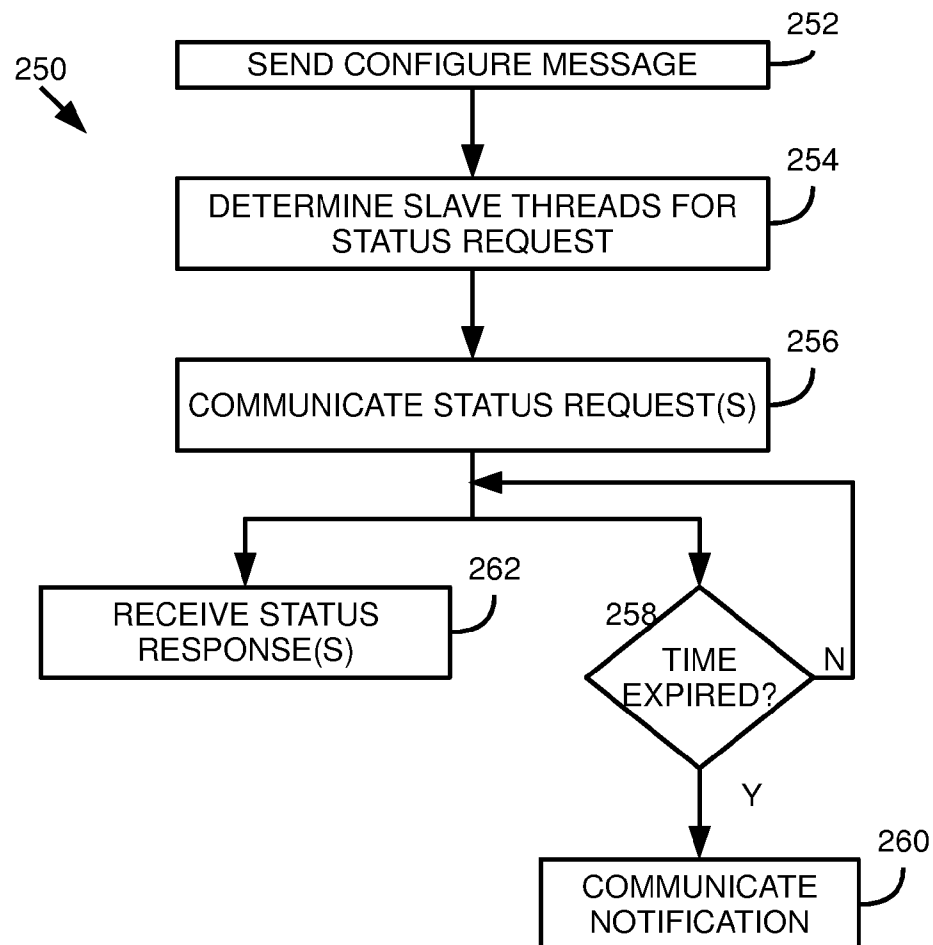 252
SEND CONFIGURE MESSAGE
250
254
DETERMINE SLAVE THREADS FOR
STATUS REQUEST
256
COMMUNICATE STATUS REQUEST(S)
262
RECEIVE STATUS
RESPONSE(S)
258
TIME
EXPIRED?
N
Y
260
COMMUNICATE
NOTIFICATION